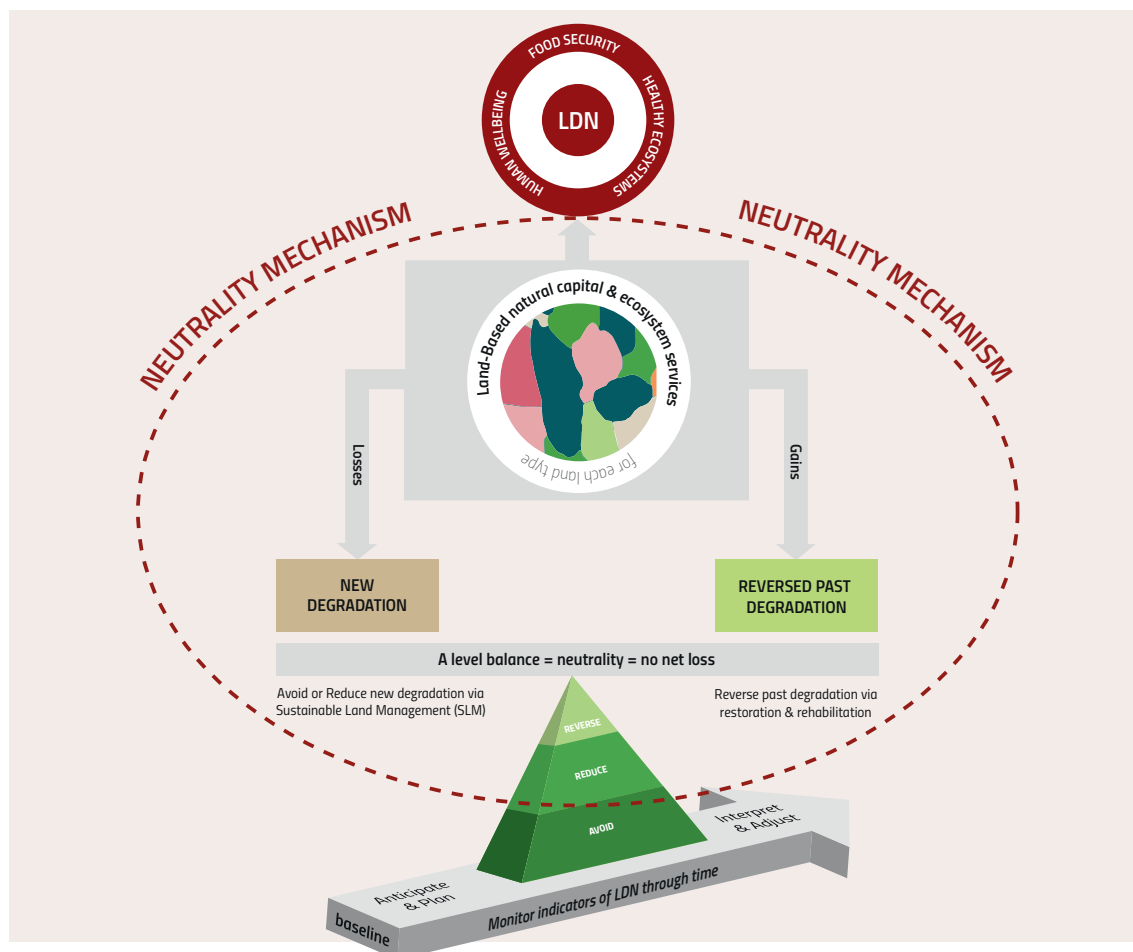 FOOD SECURITY
HUMAN WELLBEING
HEALTHY ECOSYSTEMS
LDN
NEUTRALITY MECHANISM
NEUTRALITY MECHANISM
Land-Based natural capital & ecosystem services
for each land type
Losses
Gains
NEW
DEGRADATION
REVERSED PAST
DEGRADATION
A level balance = neutrality = no net loss
Avoid or Reduce new degradation via
Sustainable Land Management (SLM)
Reverse past degradation via
restoration & rehabilitation
REVERSE
REDUCE
AVOID
Anticipate
& Plan
Interpret
& Adjust
baseline
Monitor indicators of LDN through time